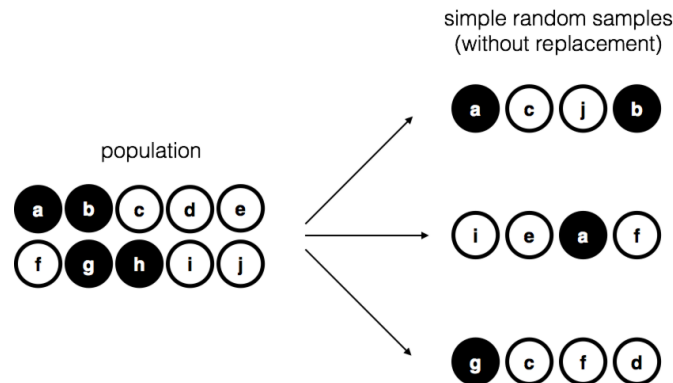 simple random samples
(without replacement)
a c j b
population
a b c d e
i e a f
f g h i j
g c f d